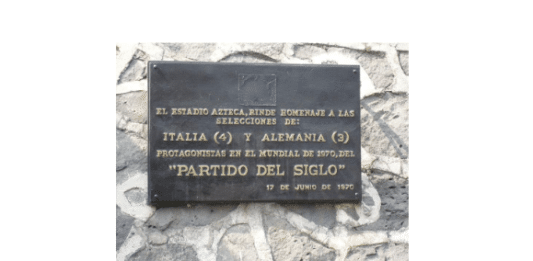 EL ESTADIO AZTECA, RINDE HOMENAJE A LAS
SELECCIONES DE:
ITALIA (4) Y ALEMANIA (3)
PROTAGONISTAS EN EL MUNDIAL DE 1970, DEL
"PARTIDO DEL SIGLO"
17 DE JUNIO DE 1970